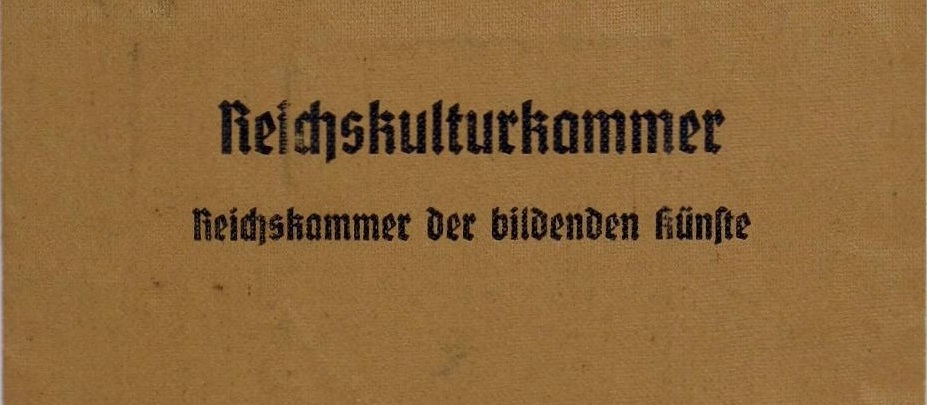 Reichskulturkammer
Reichskammer der bildenden Künſte